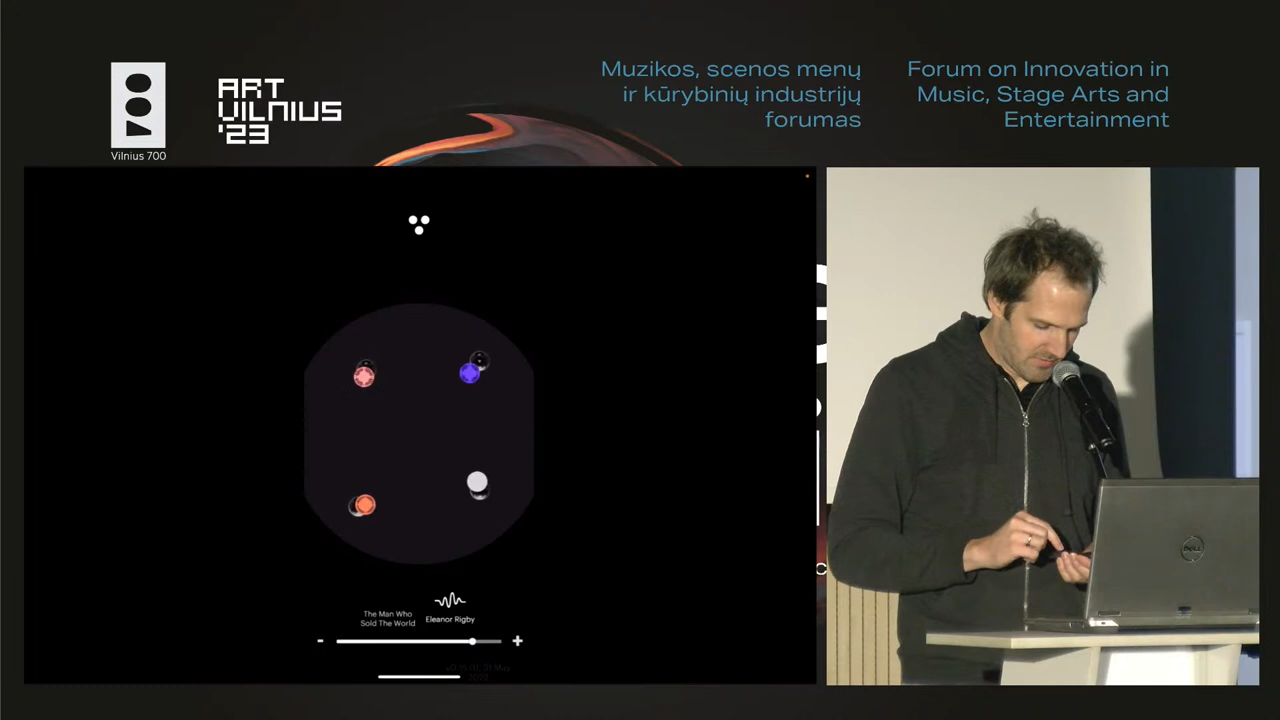 Muzikos, scenos menų
ir kūrybinių industrijų
forumas
Forum on Innovation in
Music, Stage Arts and
Entertainment
ART
VILNIUS
'23
Vilnius 700
The Man Who
Sold The World
Eleanor Rigby
- +
DELL